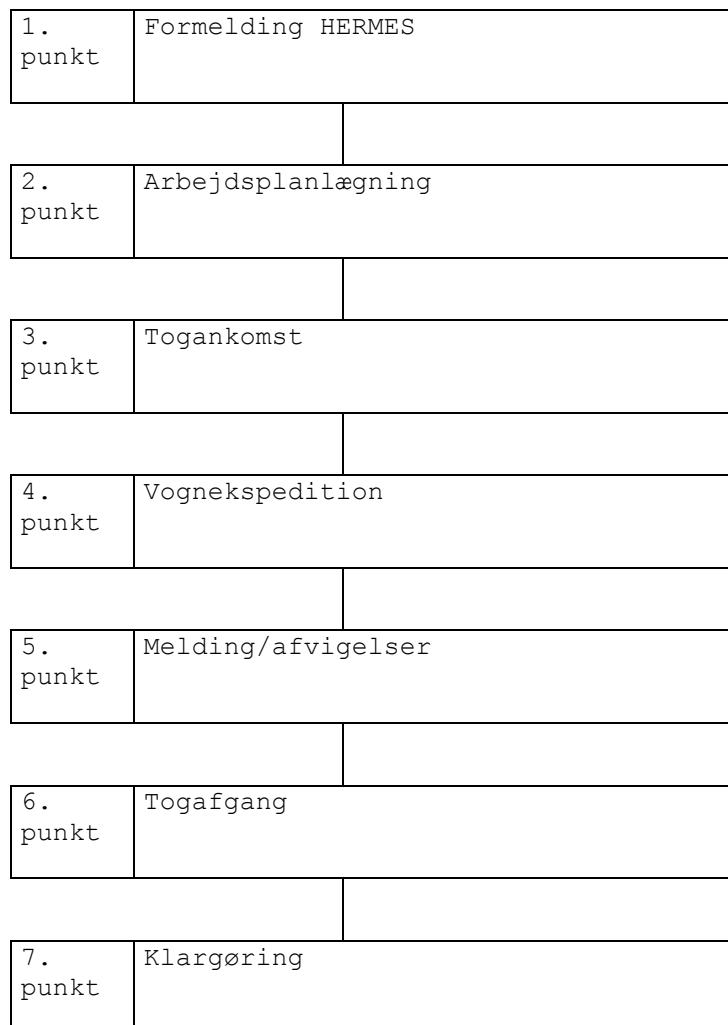 1. Formelding HERMES
punkt
2. Arbejdsplanlægning
punkt
3. Togankomst
punkt
4. Vognekspedition
punkt
5. Melding/afvigelser
punkt
6. Togafgang
punkt
7. Klargøring
punkt